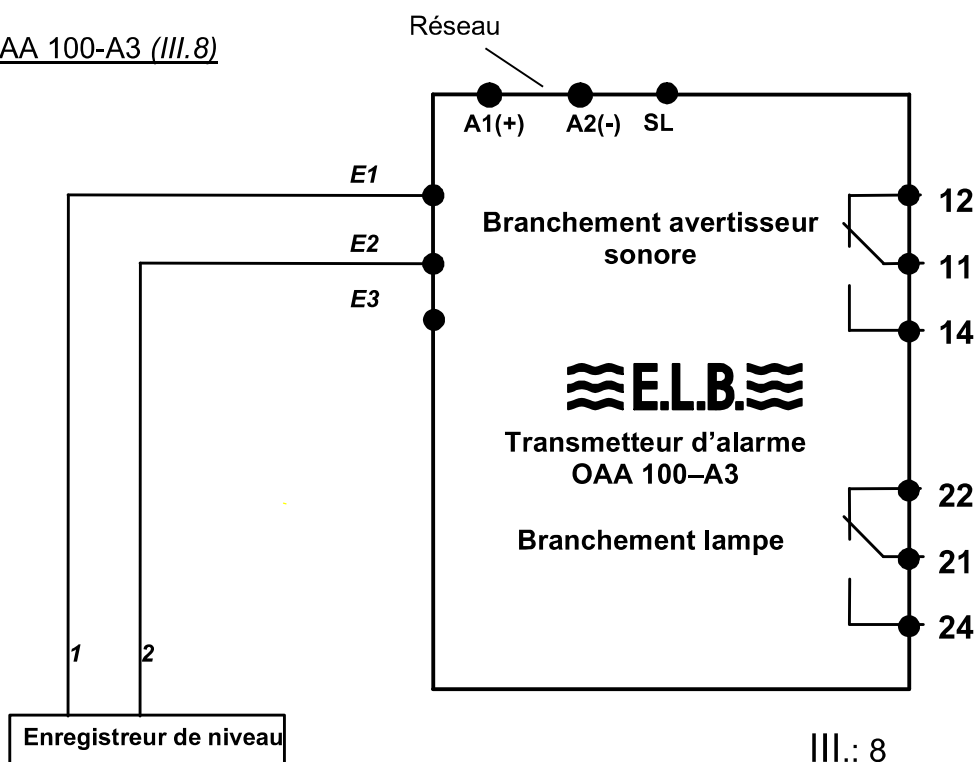 Réseau
AA 100-A3 (III.8)
A1(+) A2(-) SL
E1
E2
E3
Branchement avertisseur
sonore
12
11
14
E.L.B.
Transmetteur d'alarme
OAA 100–A3
Branchement lampe
22
21
24
1 2
Enregistreur de niveau
III.: 8